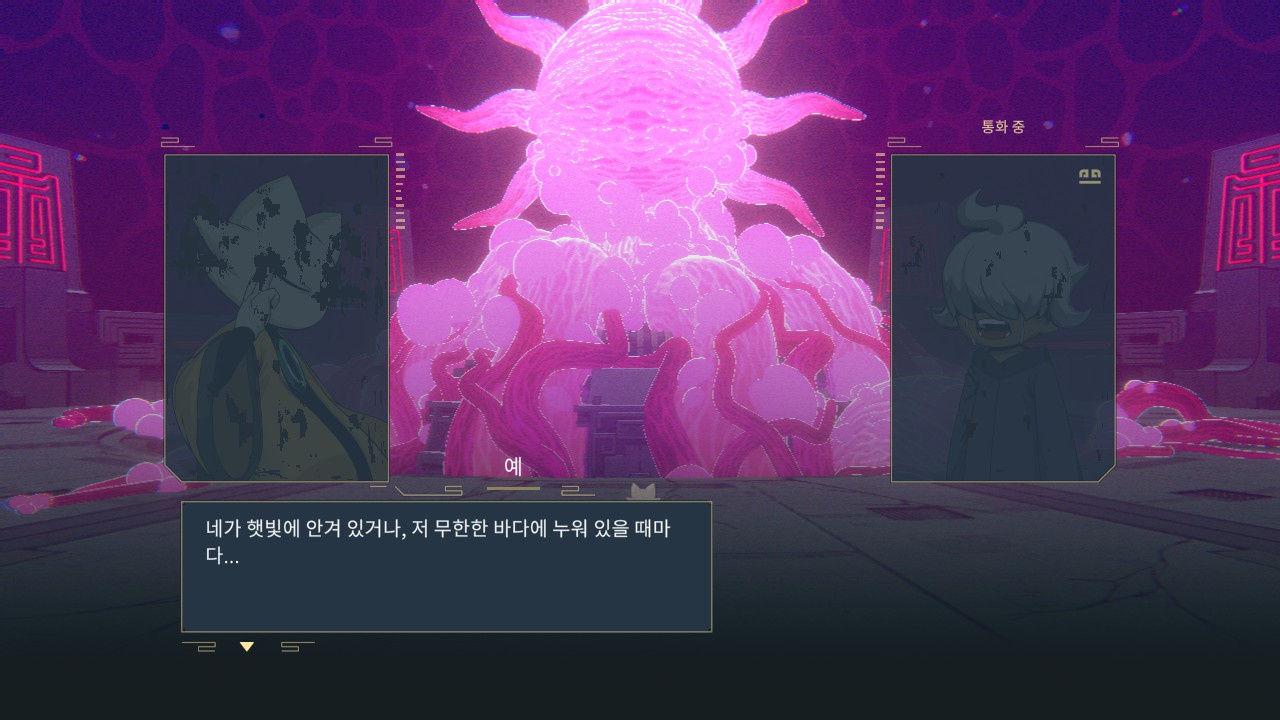 통화 중
예
네가 햇빛에 안겨 있거나, 저 무한한 바다에 누워 있을 때마
다...